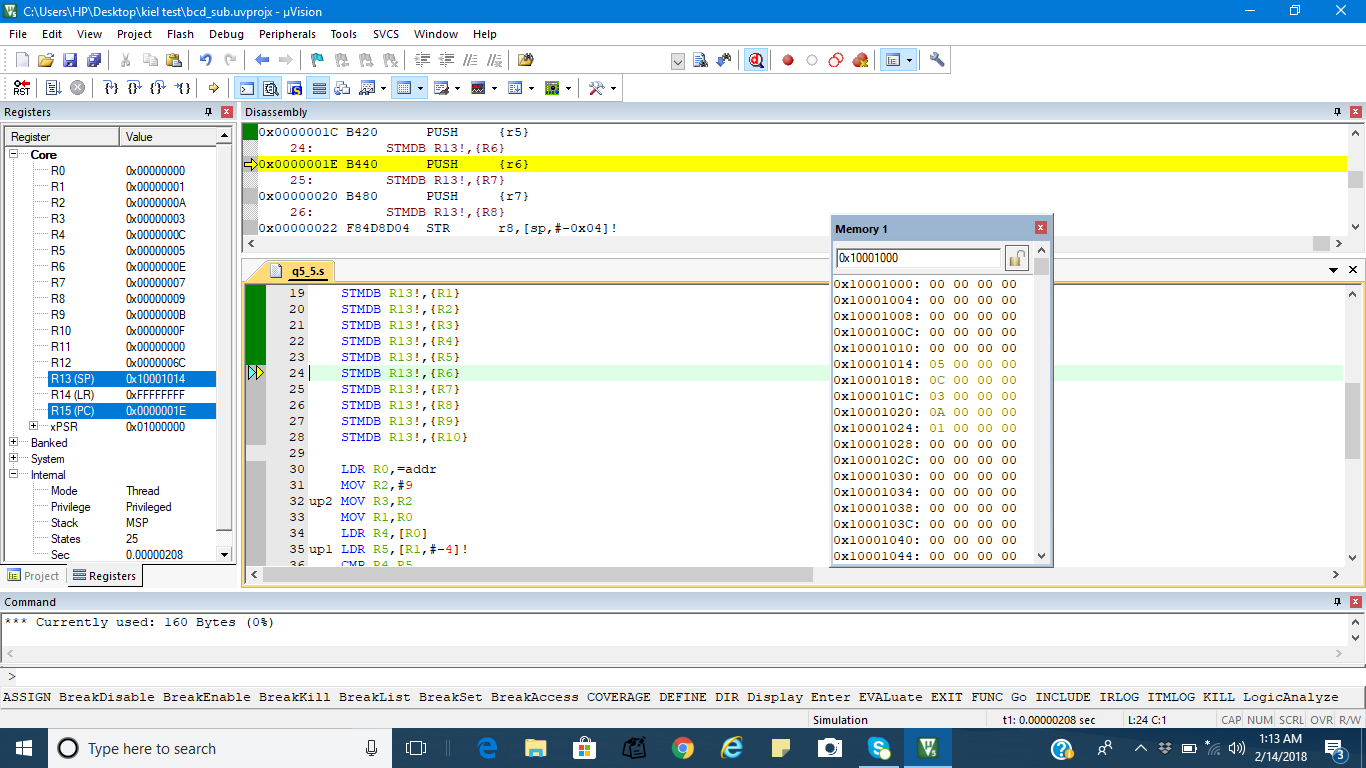 C:\Users\HP\Desktop\kiel test\bcd_sub.uvprojx - µVision
File Edit View Project Flash Debug Peripherals Tools SVCS Window Help
Registers
Register Value
Core
R0 0x00000000
R1 0x00000001
R2 0x0000000A
R3 0x00000003
R4 0x0000000C
R5 0x00000005
R6 0x0000000E
R7 0x00000007
R8 0x00000009
R9 0x0000000B
R10 0x0000000F
R11 0x00000000
R12 0x0000006C
R13 (SP) 0x10001014
R14 (LR) 0xFFFFFFFF
R15 (PC) 0x0000001E
xPSR 0x01000000
Banked
System
Internal
Mode Thread
Privilege Privileged
Stack MSP
States 25
Sec 0.00000208
Project Registers
Disassembly
0x0000001C B420 PUSH {r5}
24: STMDB R13!,{R6}
0x0000001E B440 PUSH {r6}
25: STMDB R13!,{R7}
0x00000020 B480 PUSH {r7}
26: STMDB R13!,{R8}
0x00000022 F84D8D04 STR r8,[sp,#-0x04]!
q5_5.s
19 STMDB R13!,{R1}
20 STMDB R13!,{R2}
21 STMDB R13!,{R3}
22 STMDB R13!,{R4}
23 STMDB R13!,{R5}
24 STMDB R13!,{R6}
25 STMDB R13!,{R7}
26 STMDB R13!,{R8}
27 STMDB R13!,{R9}
28 STMDB R13!,{R10}
29
30 LDR R0,=addr
31 MOV R2,#9
32 up2 MOV R3,R2
33 MOV R1,R0
34 LDR R4,[R0]
35 up1 LDR R5,[R1,#-4]!
36 CMP R4,R5
Memory 1
0x10001000
0x10001000: 00 00 00 00
0x10001004: 00 00 00 00
0x10001008: 00 00 00 00
0x1000100C: 00 00 00 00
0x10001010: 00 00 00 00
0x10001014: 05 00 00 00
0x10001018: 0C 00 00 00
0x1000101C: 03 00 00 00
0x10001020: 0A 00 00 00
0x10001024: 01 00 00 00
0x10001028: 00 00 00 00
0x1000102C: 00 00 00 00
0x10001030: 00 00 00 00
0x10001034: 00 00 00 00
0x10001038: 00 00 00 00
0x1000103C: 00 00 00 00
0x10001040: 00 00 00 00
0x10001044: 00 00 00 00
Command
*** Currently used: 160 Bytes (0%)
>
ASSIGN BreakDisable BreakEnable BreakKill BreakList BreakSet BreakAccess COVERAGE DEFINE DIR Display Enter EVALuate EXIT FUNC Go INCLUDE IRLOG ITMLOG KILL LogicAnalyze
Simulation t1: 0.00000208 sec L:24 C:1 CAP NUM SCRL OVR R/W
Type here to search
1:13 AM
2/14/2018
3